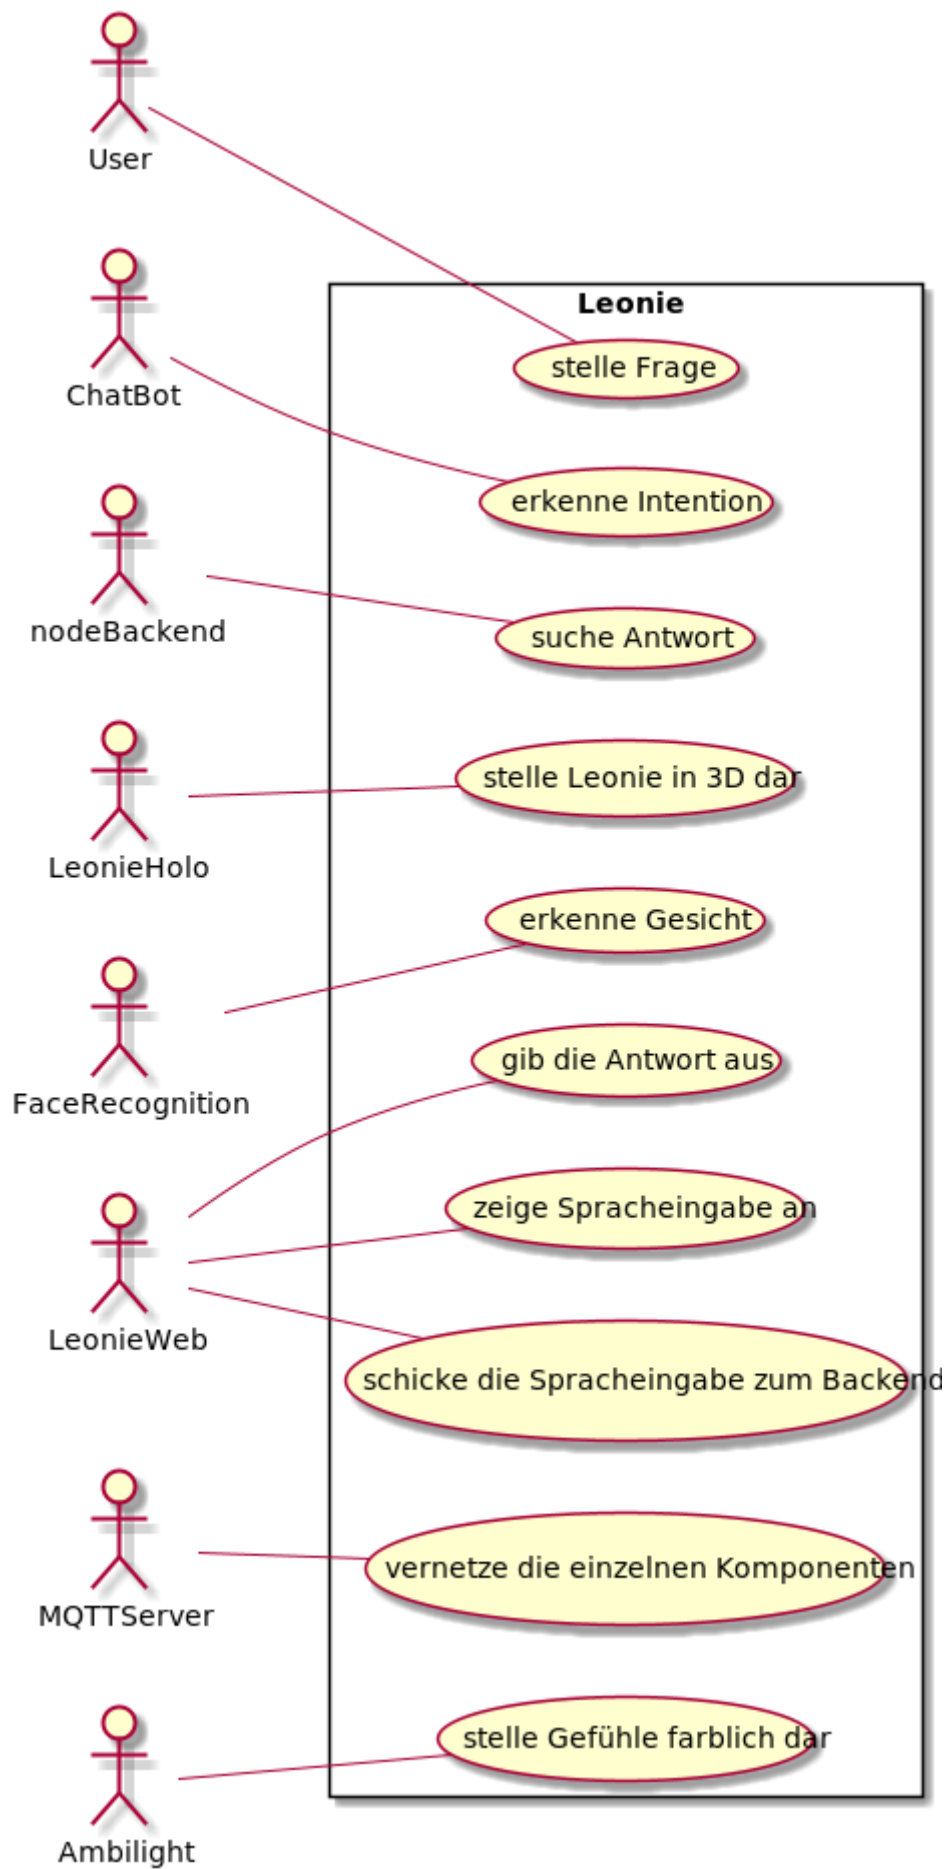 User
Leonie
stelle Frage
ChatBot
erkenne Intention
nodeBackend
suche Antwort
stelle Leonie in 3D dar
LeonieHolo
erkenne Gesicht
FaceRecognition
gib die Antwort aus
zeige Spracheingabe an
LeonieWeb
schicke die Spracheingabe zum Backend
vernetze die einzelnen Komponenten
MQTTServer
stelle Gefühle farblich dar
Ambilight